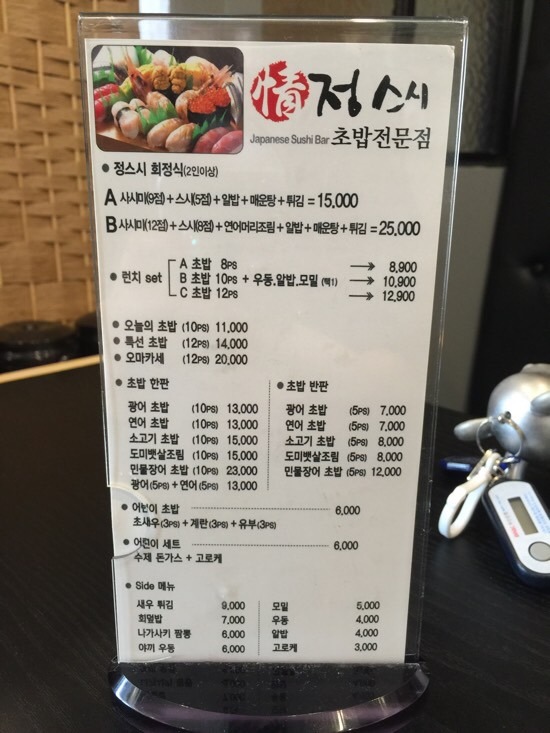 情 정스시
Japanese Sushi Bar 초밥전문점
● 정스시 회정식(2인이상)
A 사시미(9점) + 스시(5점) + 알밥 + 매운탕 + 튀김 = 15,000
B 사시미(12점) + 스시(8점) + 연어머리조림 + 알밥 + 매운탕 + 튀김 = 25,000
● 런치 set
A 초밥 8PS → 8,900
B 초밥 10PS + 우동.알밥.모밀 (택1) → 10,900
C 초밥 12PS → 12,900
● 오늘의 초밥 (10PS) 11,000
● 특선 초밥 (12PS) 14,000
● 오마카세 (12PS) 20,000
● 초밥 한판
광어 초밥 (10PS) 13,000
연어 초밥 (10PS) 13,000
소고기 초밥 (10PS) 15,000
도미뱃살조림 (10PS) 15,000
민물장어 초밥 (10PS) 23,000
광어(5PS) + 연어(5PS) 13,000
● 초밥 반판
광어 초밥 (5PS) 7,000
연어 초밥 (5PS) 7,000
소고기 초밥 (5PS) 8,000
도미뱃살조림 (5PS) 8,000
민물장어 초밥 (5PS) 12,000
● 어린이 초밥 6,000
초새우(3PS) + 계란(3PS) + 유부(3PS)
● 어린이 세트 6,000
수제 돈가스 + 고로케
● Side 메뉴
새우 튀김 9,000
회덮밥 7,000
나가사키 짬뽕 6,000
야끼 우동 6,000
모밀 5,000
우동 4,000
알밥 4,000
고로케 3,000